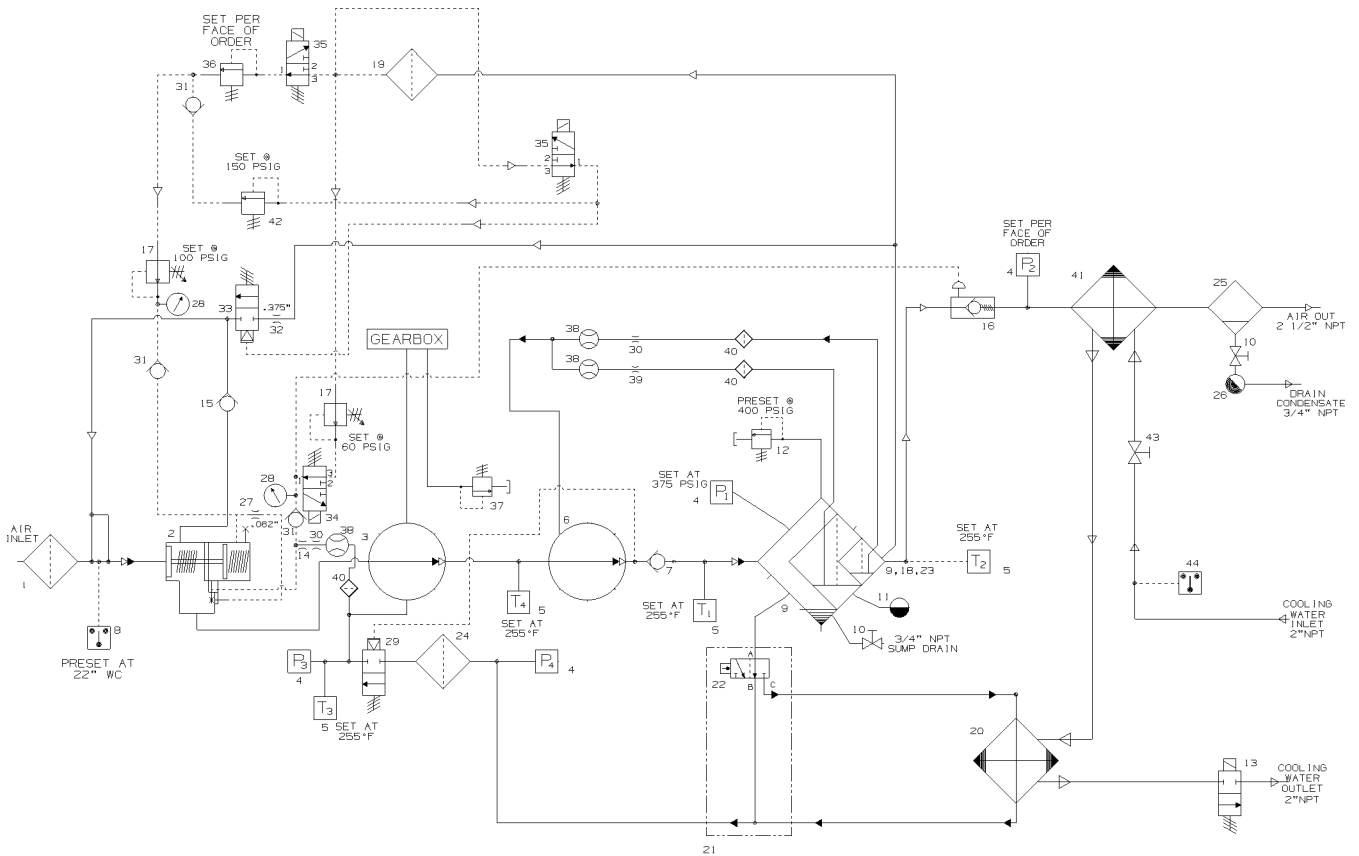 SET PER
FACE OF
ORDER
36
35
1
2
3
19
31
SET @
150 PSIG
42
35
2
3
1
17
SET @
100 PSIG
28
33
.375"
32
31
15
GEARBOX
38
30
40
38
39
40
17
SET @
60 PSIG
PRESET @
400 PSIG
12
SET PER
FACE OF
ORDER
4
P2
16
41
25
AIR OUT
2 1/2" NPT
10
26
DRAIN
CONDENSATE
3/4" NPT
43
28
3
1
2
34
31
37
27
.062"
2
AIR
INLET
1
14
30
38
3
40
6
7
SET AT
375 PSIG
4
P1
9,18,23
SET AT
255°F
T2
5
T4
5
SET AT
255°F
SET AT
255°F
T1
5
9
11
10
3/4" NPT
SUMP DRAIN
44
COOLING
WATER
INLET
2"NPT
8
PRESET AT
22" WC
29
24
P3
4
P4
4
T3
5 SET AT
255°F
22
A
B
C
20
13
COOLING
WATER
OUTLET
2"NPT
21